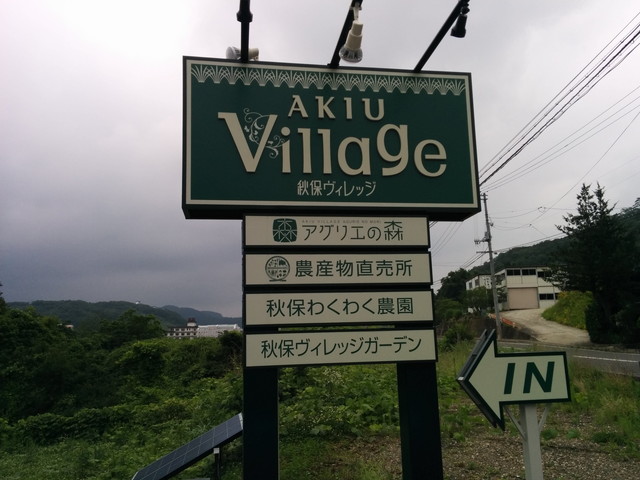 AKIU
Village
秋保ヴィレッジ
アグリエの森
農産物直売所
秋保わくわく農園
秋保ヴィレッジガーデン
IN